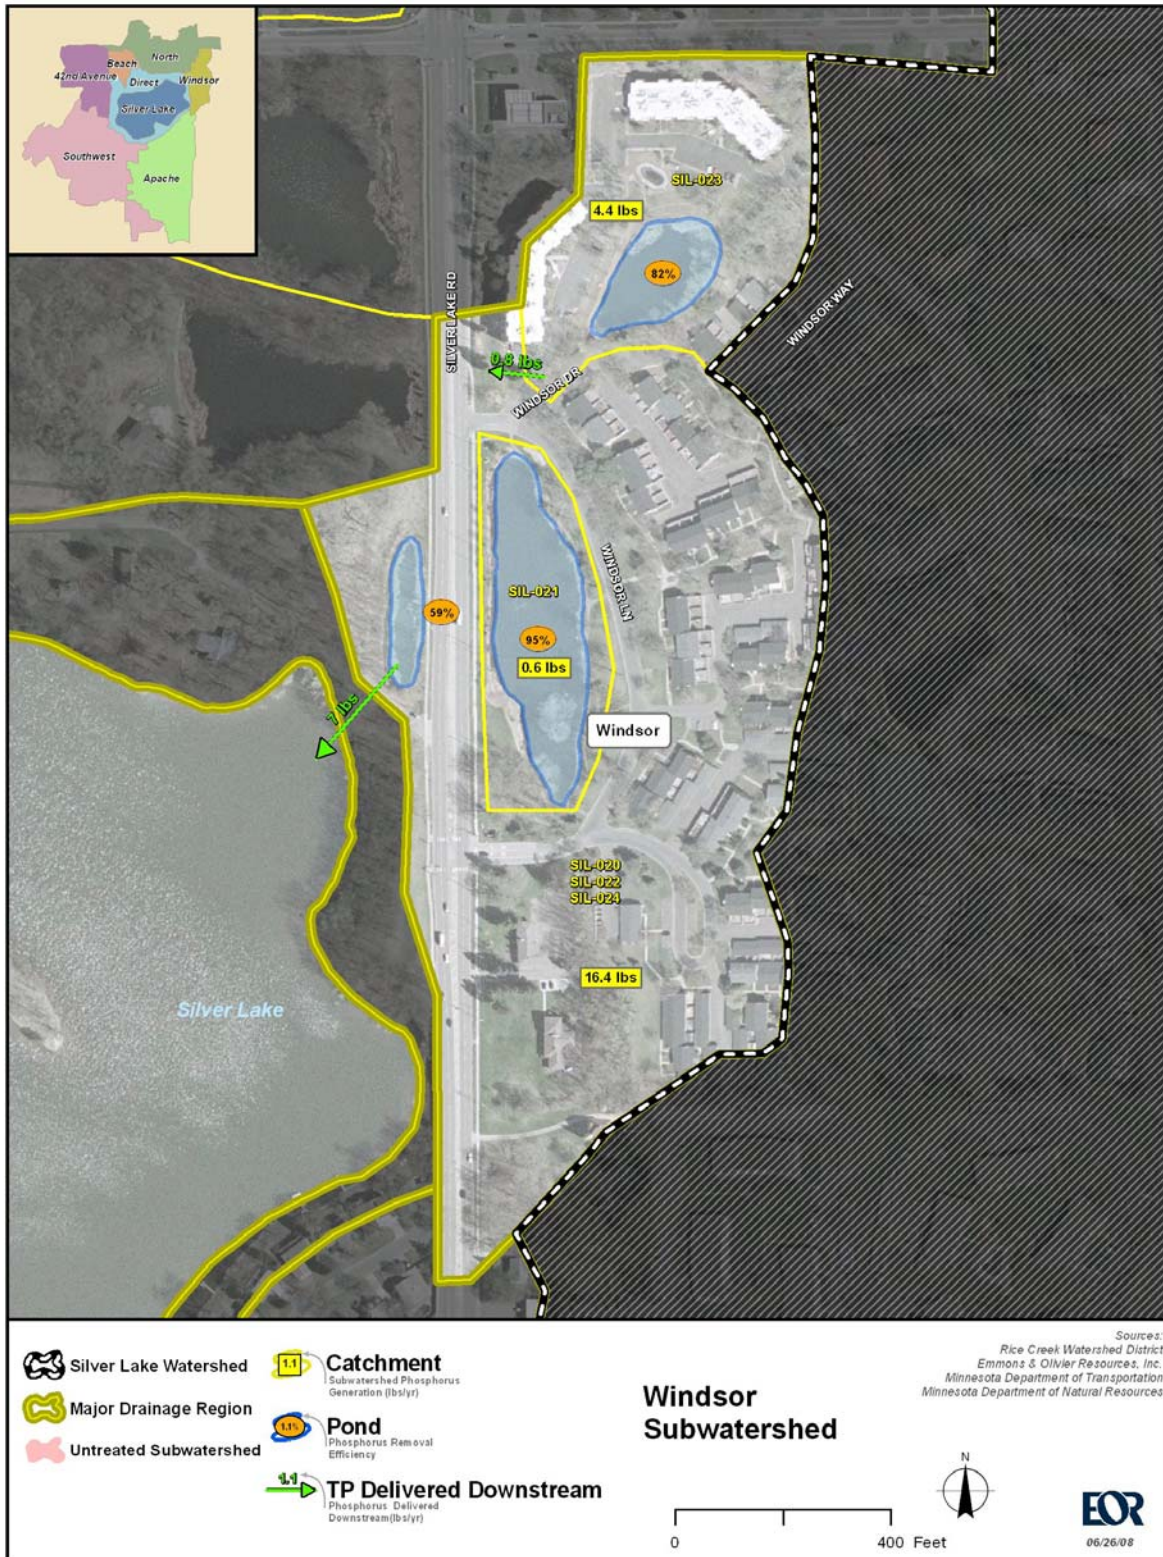 North
Beach
42nd Avenue
Direct
Windsor
Silver Lake
Southwest
Apache
SIL-023
4.4 lbs
82%
SILVER LAKE RD
WINDSOR WAY
0.8 lbs
WINDSOR DR
WINDSOR LN
SIL-021
59%
95%
0.6 lbs
7 lbs
Windsor
SIL-020
SIL-022
SIL-024
16.4 lbs
Silver Lake
Silver Lake Watershed
Major Drainage Region
Untreated Subwatershed
1.1
Catchment
Subwatershed Phosphorus
Generation (lbs/yr)
1.1%
Pond
Phosphorus Removal
Efficiency
1.1
TP Delivered Downstream
Phosphorus Delivered
Downstream(lbs/yr)
Windsor
Subwatershed
Sources:
Rice Creek Watershed District
Emmons & Olivier Resources, Inc.
Minnesota Department of Transportation
Minnesota Department of Natural Resources
N
0 400 Feet
EOR
06/26/08